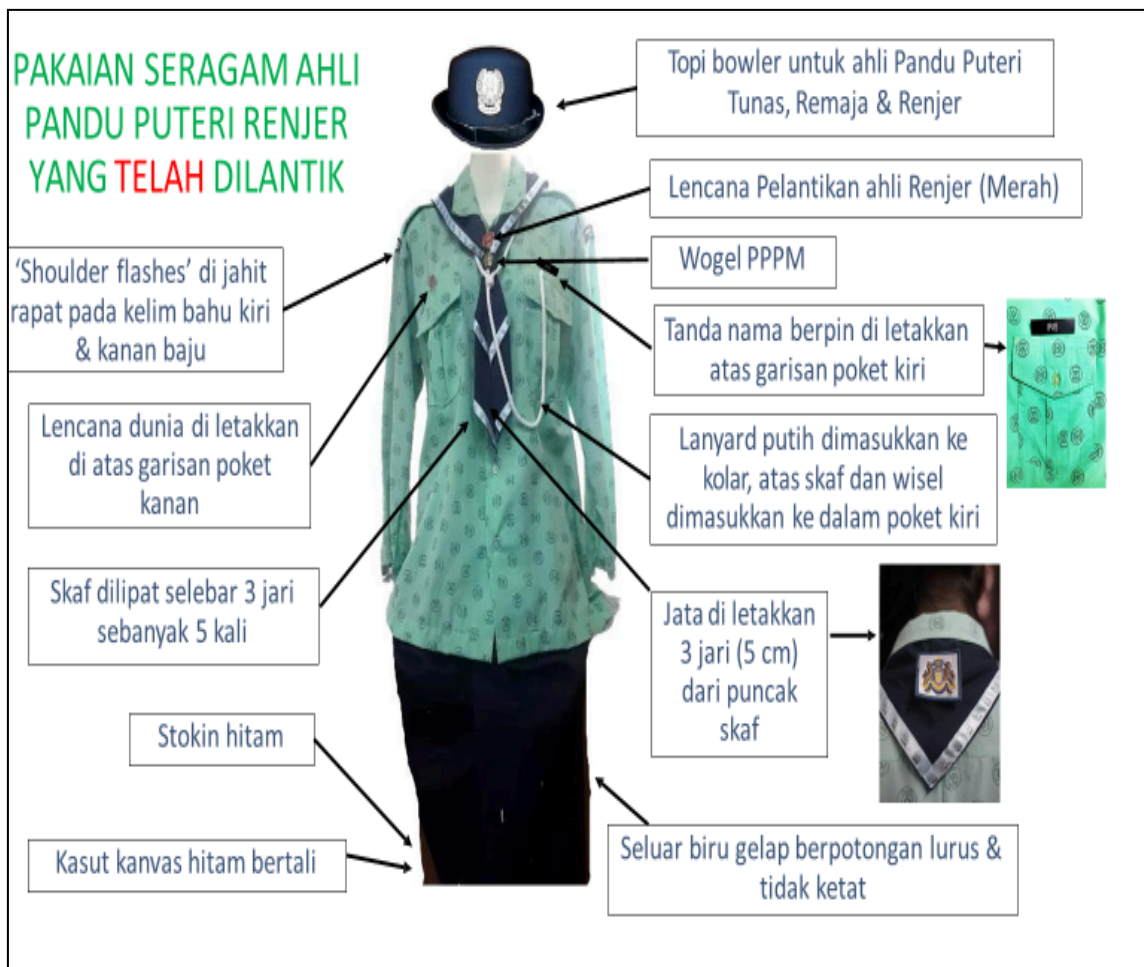 PAKAIAN SERAGAM AHLI
PANDU PUTERI RENJER
YANG TELAH DILANTIK
Topi bowler untuk ahli Pandu Puteri
Tunas, Remaja & Renjer
Lencana Pelantikan ahli Renjer (Merah)
Wogel PPPM
Tanda nama berpin di letakkan
atas garisan poket kiri
Lanyard putih dimasukkan ke
kolar, atas skaf dan wisel
dimasukkan ke dalam poket kiri
Jata di letakkan
3 jari (5 cm)
dari puncak
skaf
Seluar biru gelap berpotongan lurus &
tidak ketat
'Shoulder flashes' di jahit
rapat pada kelim bahu kiri
& kanan baju
Lencana dunia di letakkan
di atas garisan poket
kanan
Skaf dilipat selebar 3 jari
sebanyak 5 kali
Stokin hitam
Kasut kanvas hitam bertali